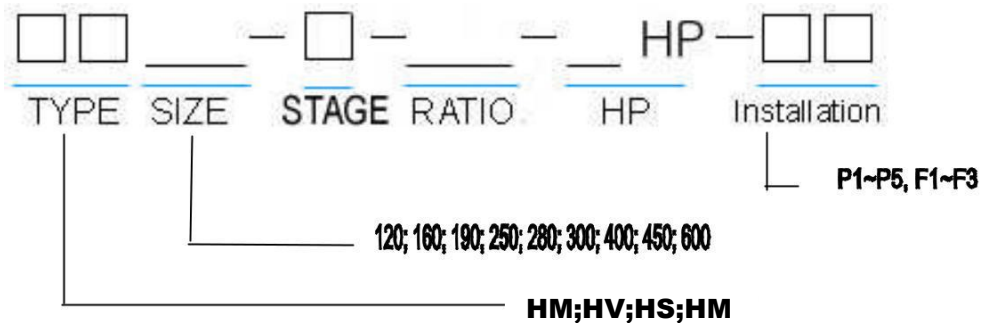 — — — HP —
TYPE SIZE STAGE RATIO HP Installation
P1~P5, F1~F3
120; 160; 190; 250; 280; 300; 400; 450; 600
HM;HV;HS;HM